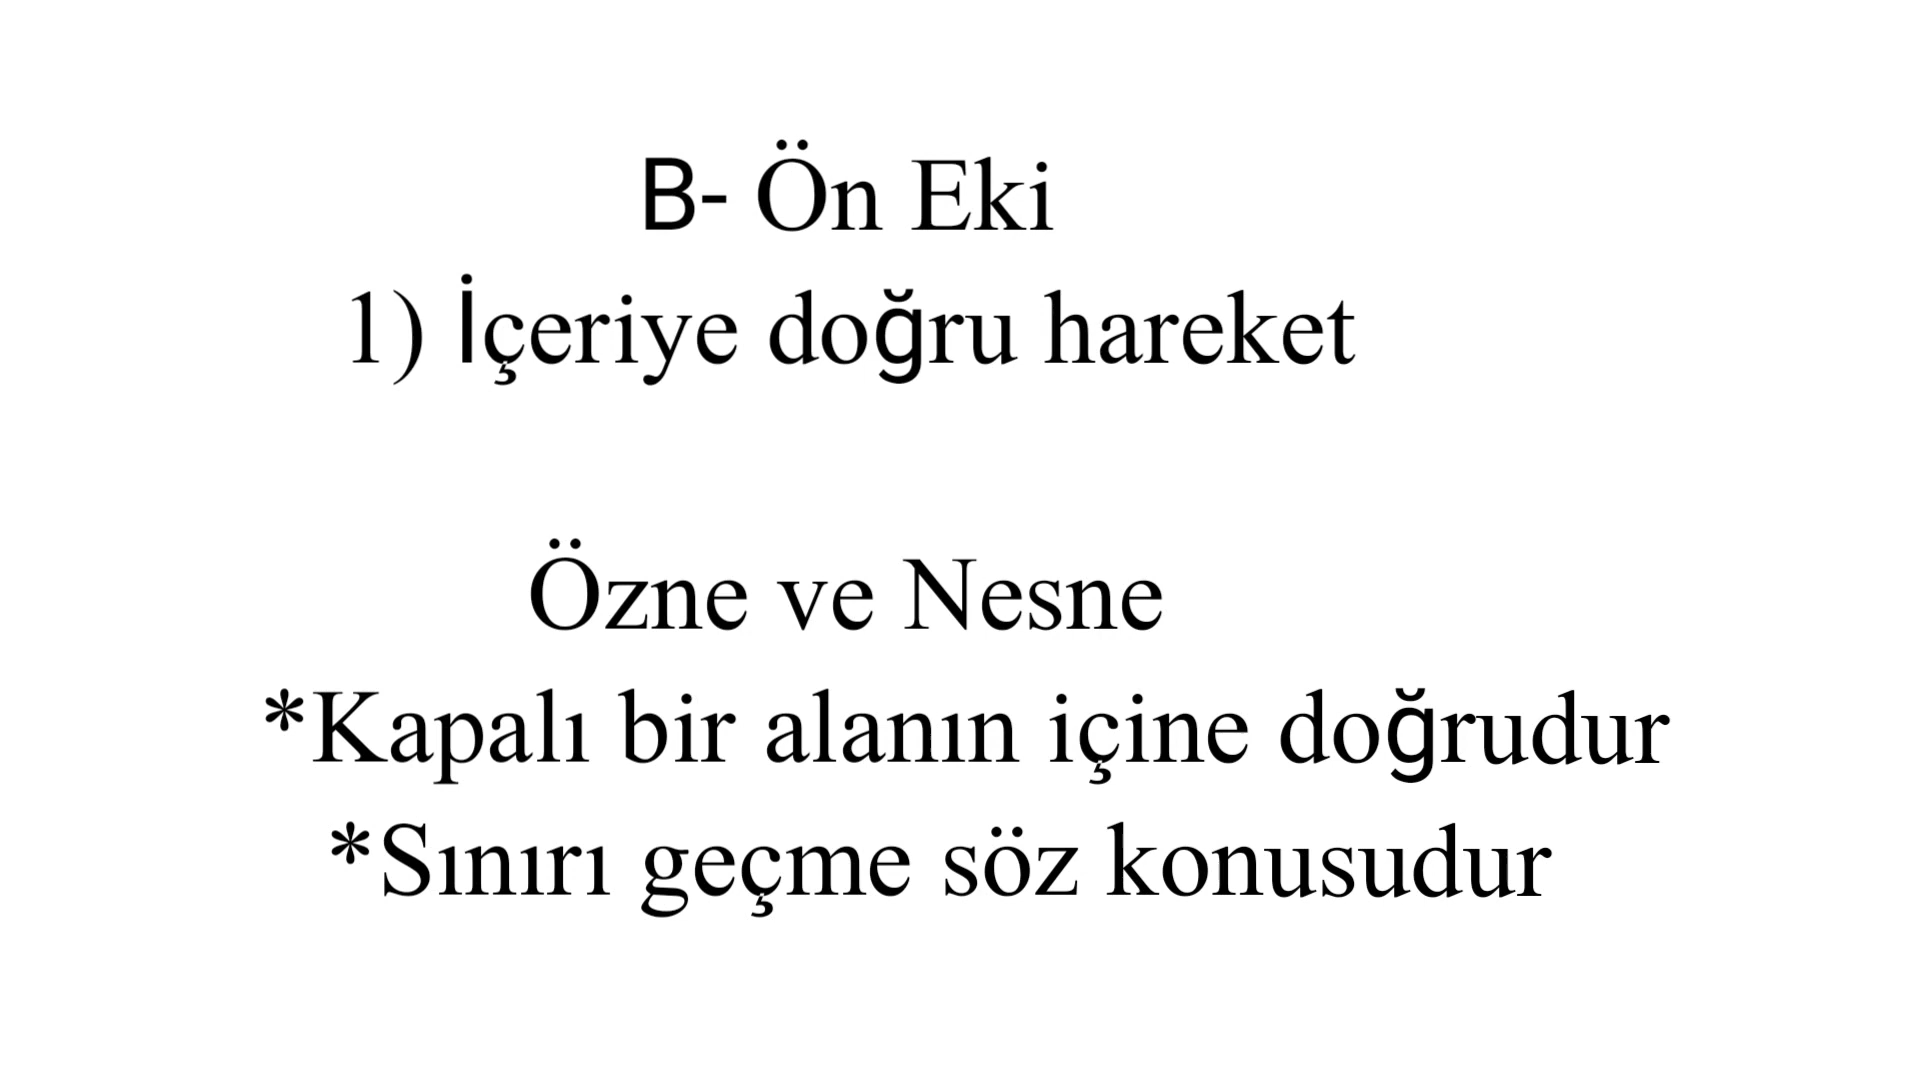 В- Ön Eki
1) İçeriye doğru hareket
Özne ve Nesne
*Kapalı bir alanın içine doğrudur
*Sınırı geçme söz konusudur